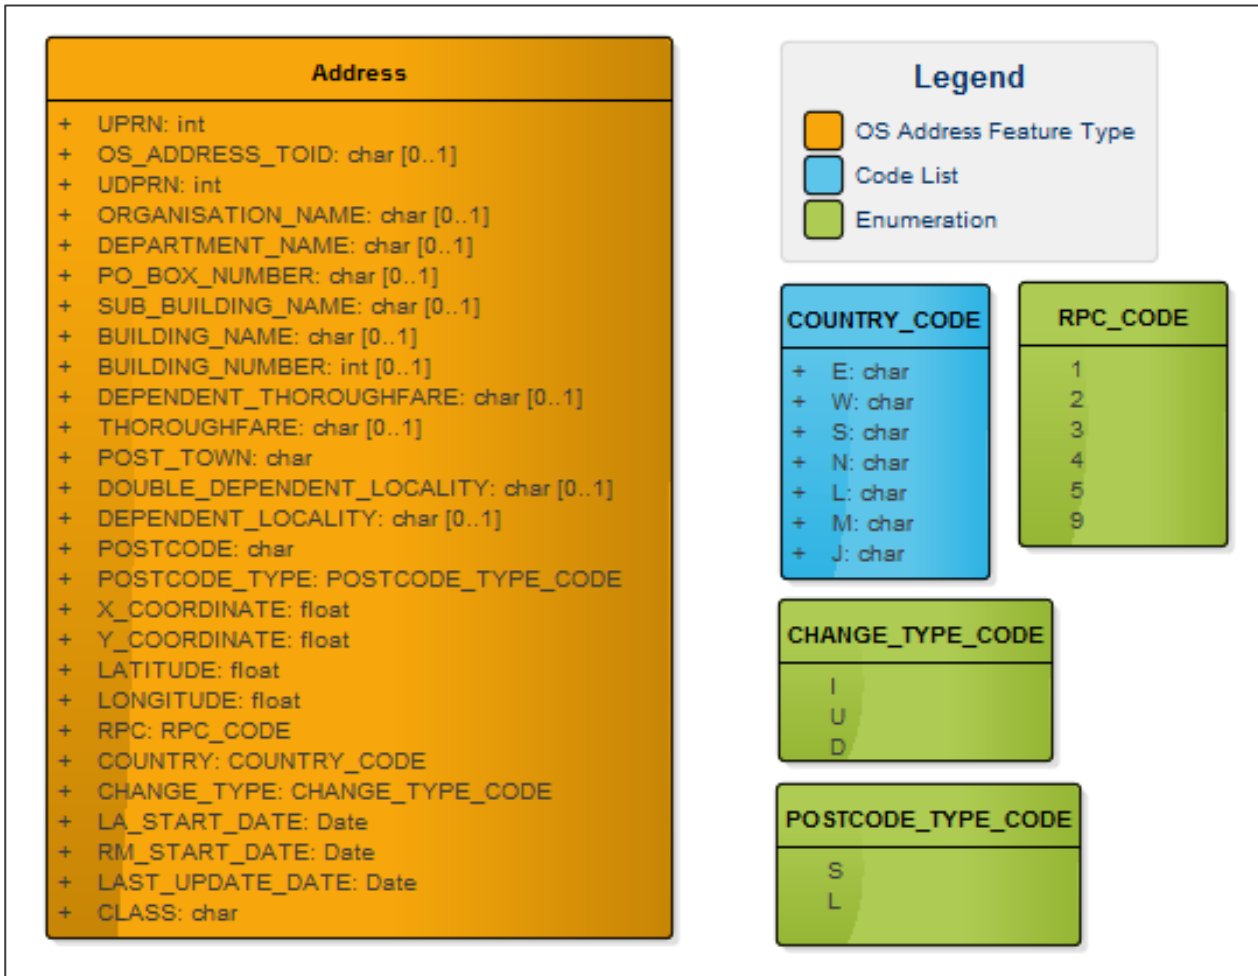 Address
+ UPRN: int
+ OS_ADDRESS_TOID: char [0..1]
+ UDPRN: int
+ ORGANISATION_NAME: char [0..1]
+ DEPARTMENT_NAME: char [0..1]
+ PO_BOX_NUMBER: char [0..1]
+ SUB_BUILDING_NAME: char [0..1]
+ BUILDING_NAME: char [0..1]
+ BUILDING_NUMBER: int [0..1]
+ DEPENDENT_THOROUGHFARE: char [0..1]
+ THOROUGHFARE: char [0..1]
+ POST_TOWN: char
+ DOUBLE_DEPENDENT_LOCALITY: char [0..1]
+ DEPENDENT_LOCALITY: char [0..1]
+ POSTCODE: char
+ POSTCODE_TYPE: POSTCODE_TYPE_CODE
+ X_COORDINATE: float
+ Y_COORDINATE: float
+ LATITUDE: float
+ LONGITUDE: float
+ RPC: RPC_CODE
+ COUNTRY: COUNTRY_CODE
+ CHANGE_TYPE: CHANGE_TYPE_CODE
+ LA_START_DATE: Date
+ RM_START_DATE: Date
+ LAST_UPDATE_DATE: Date
+ CLASS: char
Legend
OS Address Feature Type
Code List
Enumeration
COUNTRY_CODE
+ E: char
+ W: char
+ S: char
+ N: char
+ L: char
+ M: char
+ J: char
RPC_CODE
1
2
3
4
5
9
CHANGE_TYPE_CODE
I
U
D
POSTCODE_TYPE_CODE
S
L